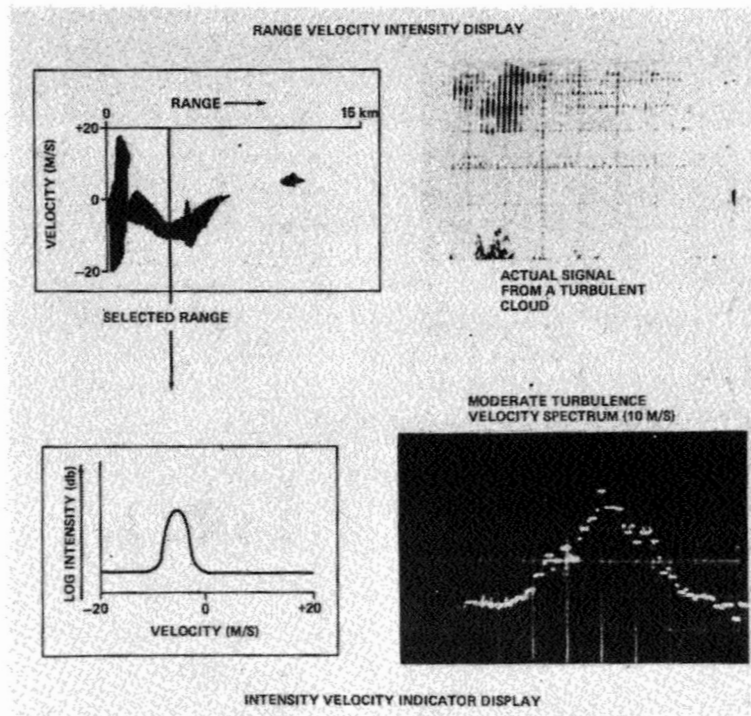 RANGE VELOCITY INTENSITY DISPLAY
0
RANGE
15 km
+20
VELOCITY (M/S)
0
-20
SELECTED RANGE
ACTUAL SIGNAL
FROM A TURBULENT
CLOUD
MODERATE TURBULENCE
VELOCITY SPECTRUM (10 M/S)
LOG INTENSITY (db)
-20
0
+20
VELOCITY (M/S)
INTENSITY VELOCITY INDICATOR DISPLAY